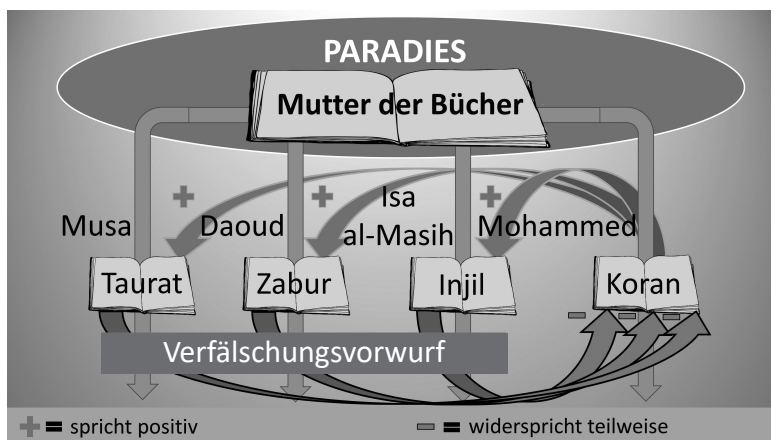 PARADIES
Mutter der Bücher
+ + +
Musa
Daoud
Isa
al-Masih
Mohammed
Taurat
Zabur
Injil
Koran
Verfälschungsvorwurf
+ = spricht positiv
- = widerspricht teilweise